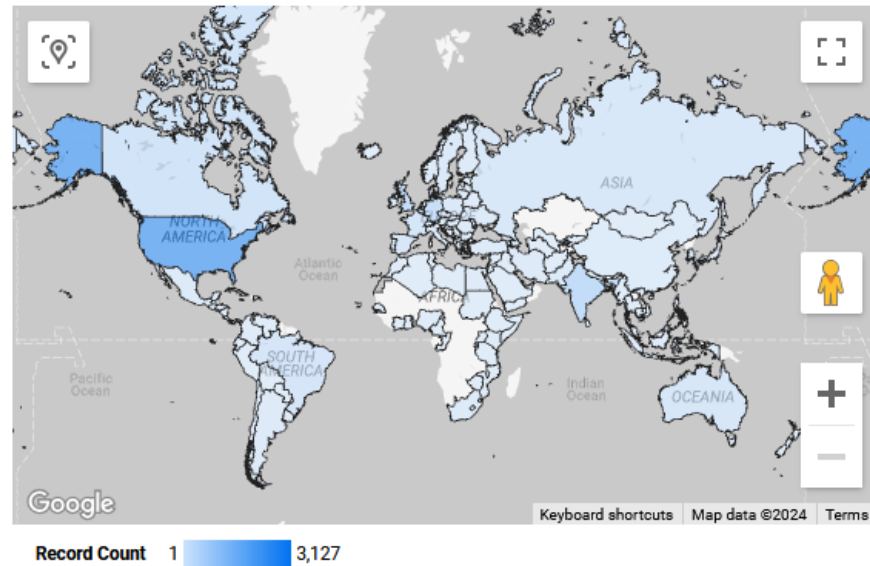 ASIA
NORTH
AMERICA
Atlantic
Ocean
AFRICA
SOUTH
AMERICA
Pacific
Ocean
Indian
Ocean
OCEANIA
Google
Keyboard shortcuts Map data ©2024 Terms
Record Count 1 3,127